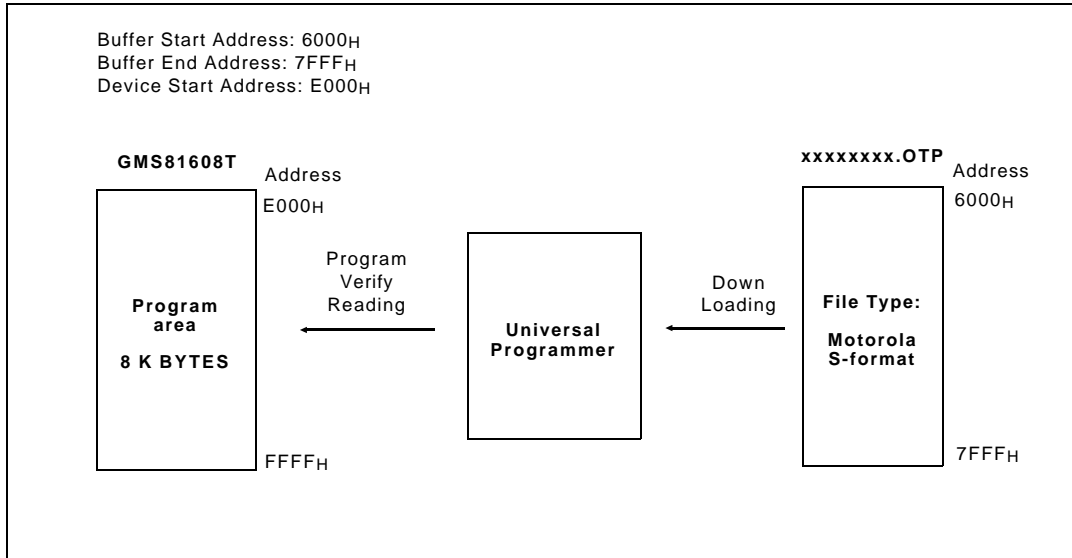 Buffer Start Address: 6000H
Buffer End Address: 7FFFH
Device Start Address: E000H
GMS81608T
Address
E000H
Program
area
8 K BYTES
FFFFH
Program
Verify
Reading
Universal
Programmer
Down
Loading
xxxxxxxx.OTP
Address
6000H
File Type:
Motorola
S-format
7FFFH